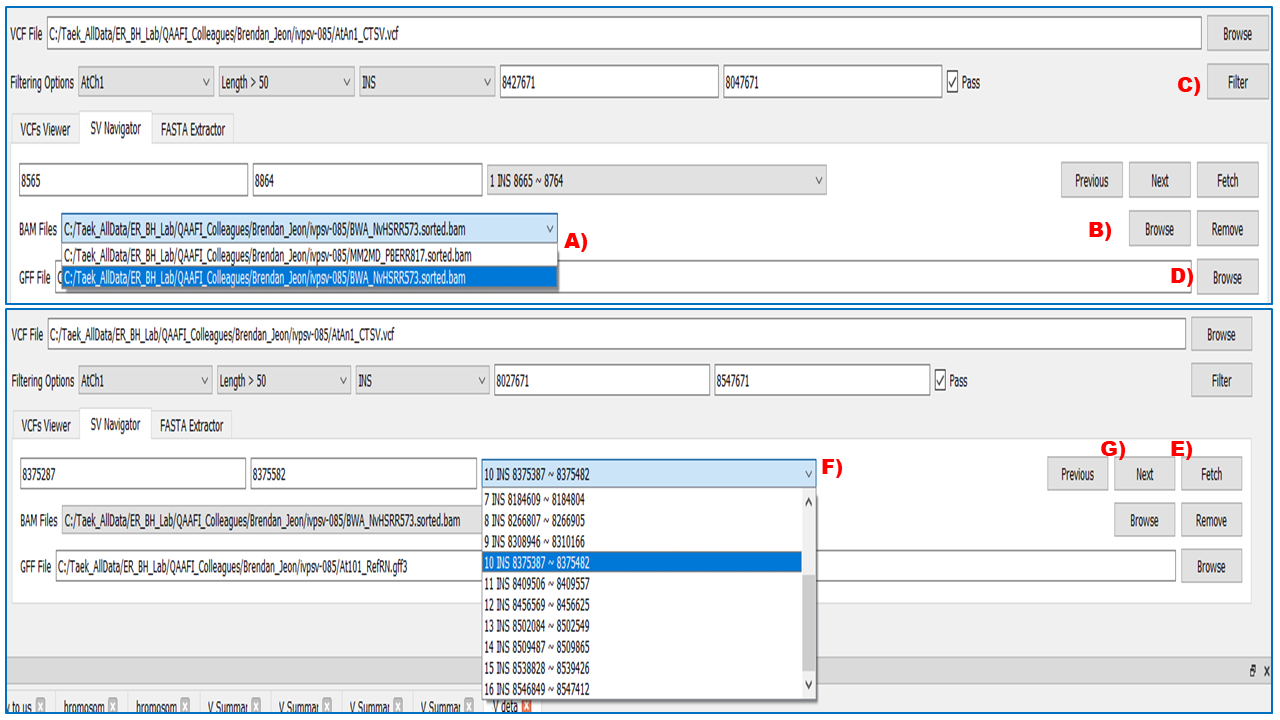 VCF File C:/Taek_AllData/ER_BH_Lab/QAAFI_Colleagues/Brendan_Jeon/ivpsv-085/AtAn1_CTSV.vcf Browse
Filtering Options AtCh1 Length > 50 INS 8427671 8047671 Pass C) Filter
VCFs Viewer SV Navigator FASTA Extractor
8565 8864 1 INS 8665 ~ 8764 Previous Next Fetch
BAM Files C:/Taek_AllData/ER_BH_Lab/QAAFI_Colleagues/Brendan_Jeon/ivpsv-085/BWA_NvHSRR573.sorted.bam A) B) Browse Remove
C:/Taek_AllData/ER_BH_Lab/QAAFI_Colleagues/Brendan_Jeon/ivpsv-085/MM2MD_PBERR817.sorted.bam
GFF File C:/Taek_AllData/ER_BH_Lab/QAAFI_Colleagues/Brendan_Jeon/ivpsv-085/BWA_NvHSRR573.sorted.bam D) Browse
VCF File C:/Taek_AllData/ER_BH_Lab/QAAFI_Colleagues/Brendan_Jeon/ivpsv-085/AtAn1_CTSV.vcf Browse
Filtering Options AtCh1 Length > 50 INS 8027671 8547671 Pass Filter
VCFs Viewer SV Navigator FASTA Extractor
8375287 8375582 10 INS 8375387 ~ 8375482 F) Previous G) Next E) Fetch
7 INS 8184609 ~ 8184804
BAM Files C:/Taek_AllData/ER_BH_Lab/QAAFI_Colleagues/Brendan_Jeon/ivpsv-085/BWA_NvHSRR573.sorted.bam 8 INS 8266807 ~ 8266905 Browse Remove
9 INS 8308946 ~ 8310166
GFF File C:/Taek_AllData/ER_BH_Lab/QAAFI_Colleagues/Brendan_Jeon/ivpsv-085/At101_RefRN.gff3 10 INS 8375387 ~ 8375482 Browse
11 INS 8409506 ~ 8409557
12 INS 8456569 ~ 8456625
13 INS 8502084 ~ 8502549
14 INS 8509487 ~ 8509865
15 INS 8538828 ~ 8539426
16 INS 8546849 ~ 8547412
to us hromosom hromosom V Summar V Summar V Summar V Summar V deta